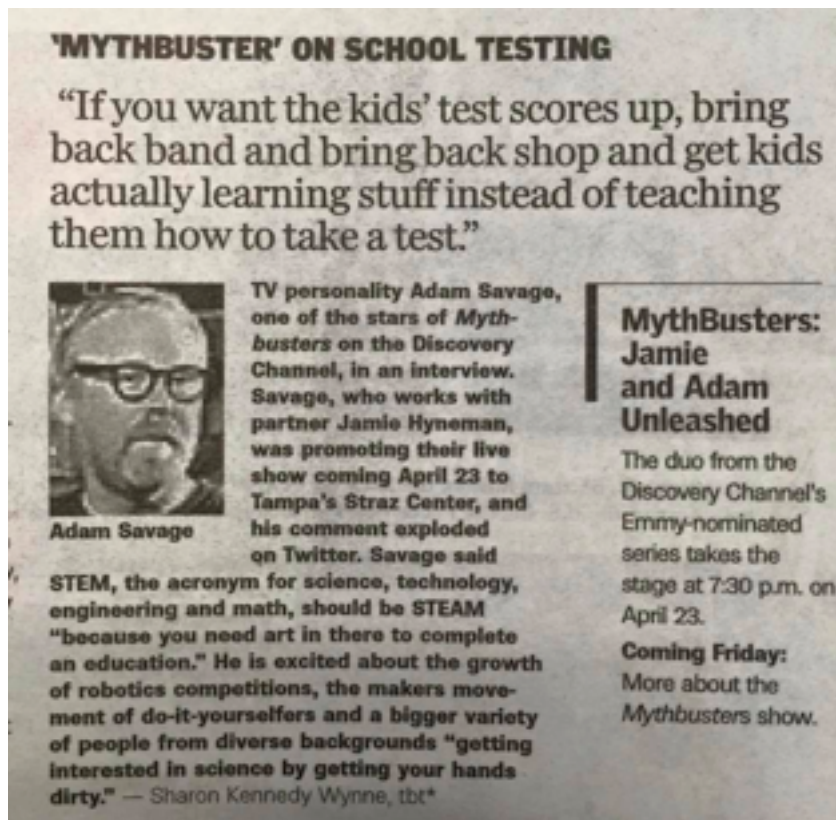 'MYTHBUSTER' ON SCHOOL TESTING
“If you want the kids’ test scores up, bring
back band and bring back shop and get kids
actually learning stuff instead of teaching
them how to take a test.”
Adam Savage
TV personality Adam Savage,
one of the stars of Myth-
busters on the Discovery
Channel, in an interview.
Savage, who works with
partner Jamie Hyneman,
was promoting their live
show coming April 23 to
Tampa’s Straz Center, and
his comment exploded
on Twitter. Savage said
STEM, the acronym for science, technology,
engineering and math, should be STEAM
“because you need art in there to complete
an education.” He is excited about the growth
of robotics competitions, the makers move-
ment of do-it-yourselfers and a bigger variety
of people from diverse backgrounds “getting
interested in science by getting your hands
dirty.” — Sharon Kennedy Wynne, tbt*
MythBusters:
Jamie
and Adam
Unleashed
The duo from the
Discovery Channel’s
Emmy-nominated
series takes the
stage at 7:30 p.m. on
April 23.
Coming Friday:
More about the
Mythbusters show.